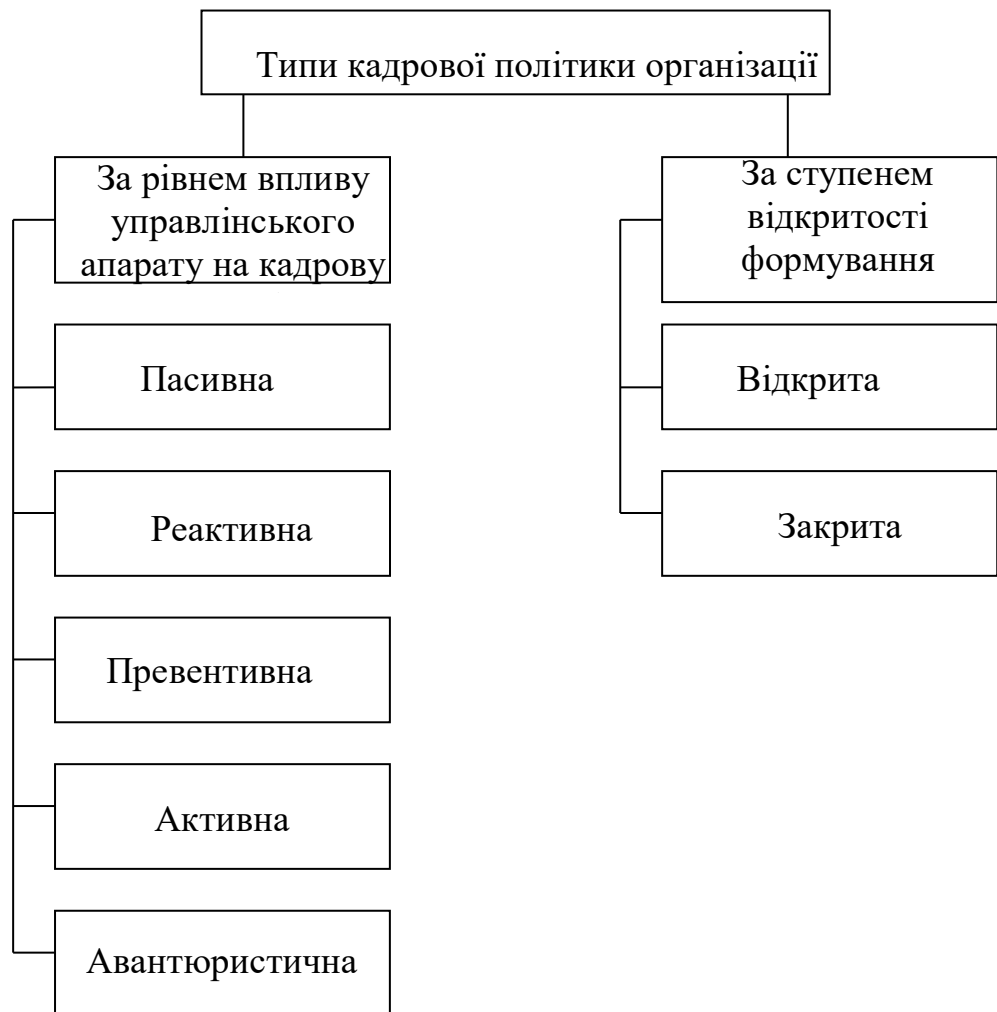 Типи кадрової політики організації
За рівнем впливу
управлінського
апарату на кадрову
Пасивна
Реактивна
Превентивна
Активна
Авантюристична
За ступенем
відкритості
формування
Відкрита
Закрита